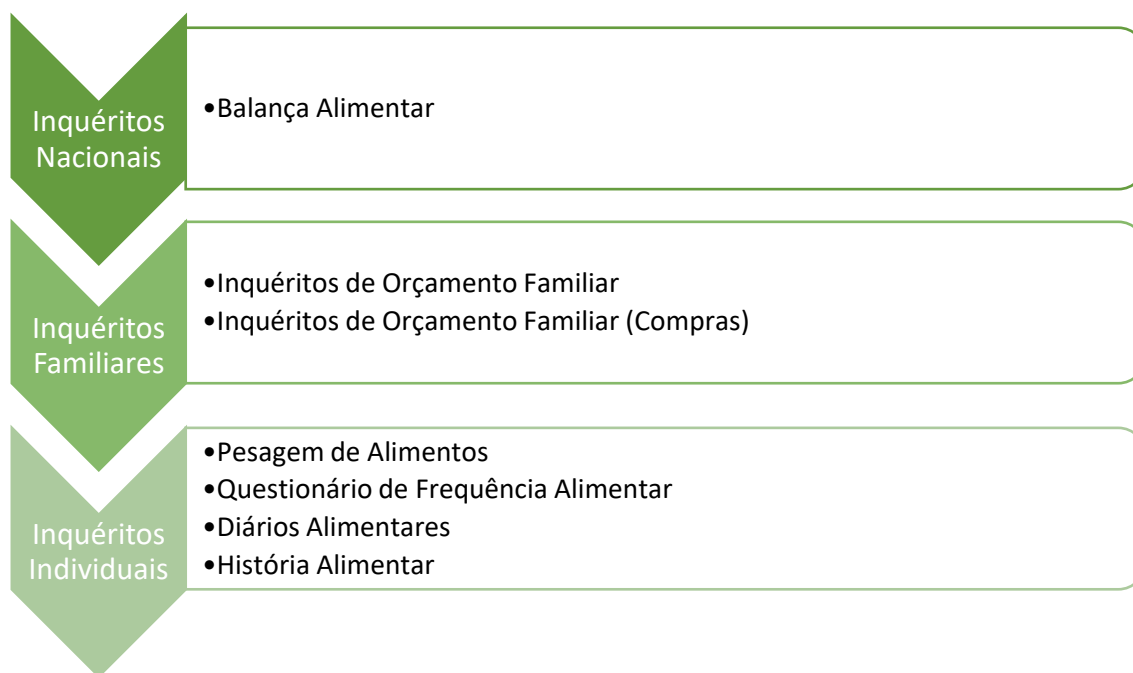 Inquéritos
Nacionais
•Balança Alimentar
Inquéritos
Familiares
•Inquéritos de Orçamento Familiar
•Inquéritos de Orçamento Familiar (Compras)
Inquéritos
Individuais
•Pesagem de Alimentos
•Questionário de Frequência Alimentar
•Diários Alimentares
•História Alimentar